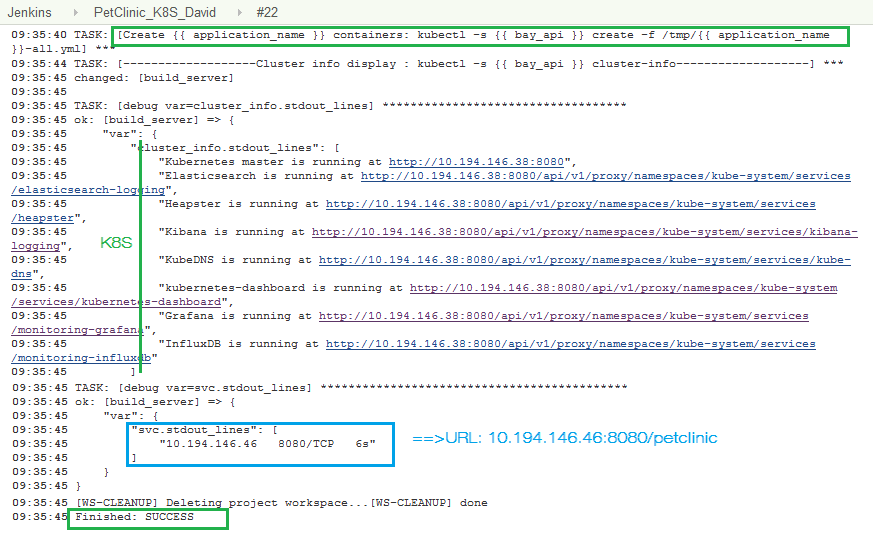 Jenkins PetClinic_K8S_David #22
09:35:40 TASK: [Create {{ application_name }} containers: kubectl -s {{ bay_api }} create -f /tmp/{{ application_name
}}-all.yml] ***
09:35:44 TASK: [-------------------Cluster info display : kubectl -s {{ bay_api }} cluster-info-------------------] ***
09:35:45 changed: [build_server]
09:35:45
09:35:45 TASK: [debug var=cluster_info.stdout_lines] ***********************************
09:35:45 ok: [build_server] => {
09:35:45     "var": {
09:35:45         "cluster_info.stdout_lines": [
09:35:45             "Kubernetes master is running at http://10.194.146.38:8080",
09:35:45             "Elasticsearch is running at http://10.194.146.38:8080/api/v1/proxy/namespaces/kube-system/services
/elasticsearch-logging",
09:35:45             "Heapster is running at http://10.194.146.38:8080/api/v1/proxy/namespaces/kube-system/services
/heapster",
09:35:45             "Kibana is running at http://10.194.146.38:8080/api/v1/proxy/namespaces/kube-system/services/kibana-
logging",
K8S
09:35:45             "KubeDNS is running at http://10.194.146.38:8080/api/v1/proxy/namespaces/kube-system/services/kube-
dns",
09:35:45             "kubernetes-dashboard is running at http://10.194.146.38:8080/api/v1/proxy/namespaces/kube-system
/services/kubernetes-dashboard",
09:35:45             "Grafana is running at http://10.194.146.38:8080/api/v1/proxy/namespaces/kube-system/services
/monitoring-grafana",
09:35:45             "InfluxDB is running at http://10.194.146.38:8080/api/v1/proxy/namespaces/kube-system/services
/monitoring-influxdb"
09:35:45         ]
09:35:45 TASK: [debug var=svc.stdout_lines] ********************************************
09:35:45 ok: [build_server] => {
09:35:45     "var": {
09:35:45         "svc.stdout_lines": [
09:35:45             "10.194.146.46   8080/TCP   6s"
==>URL: 10.194.146.46:8080/petclinic
09:35:45         ]
09:35:45     }
09:35:45 }
09:35:45 [WS-CLEANUP] Deleting project workspace...[WS-CLEANUP] done
09:35:45 Finished: SUCCESS